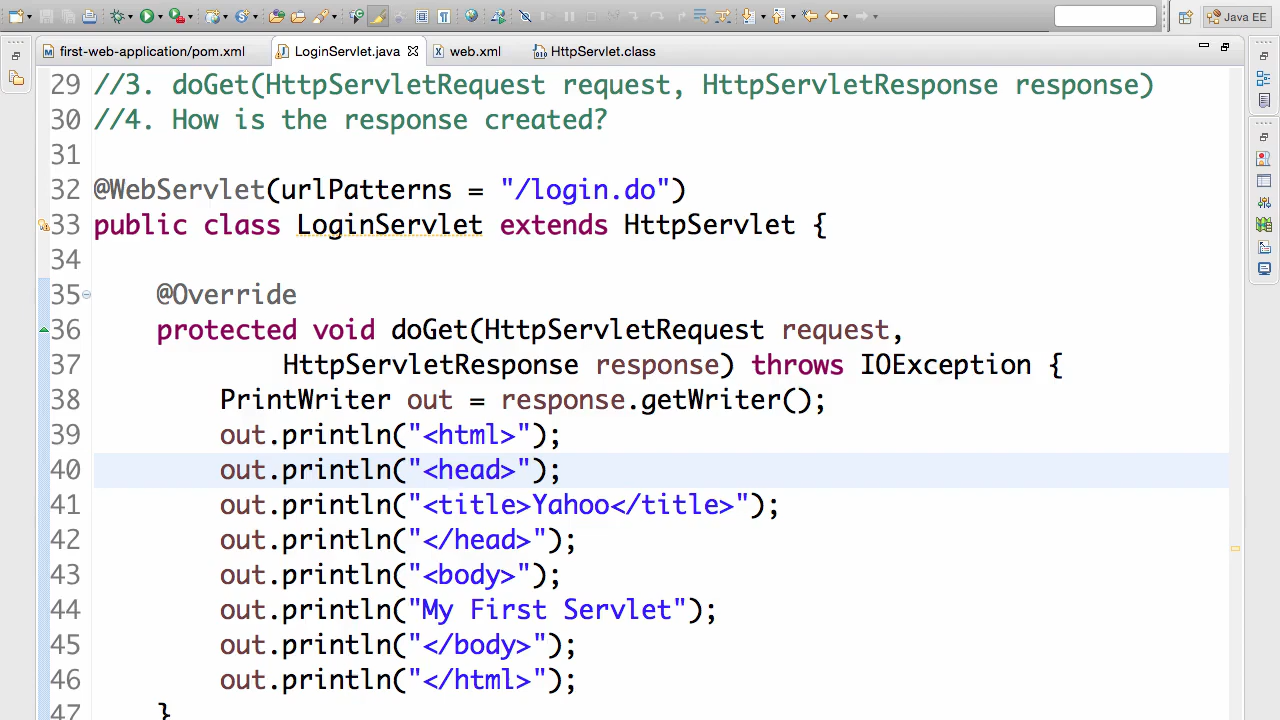 Java EE
first-web-application/pom.xml LoginServlet.java web.xml HttpServlet.class
29 //3. doGet(HttpServletRequest request, HttpServletResponse response)
30 //4. How is the response created?
31
32 @WebServlet(urlPatterns = "/login.do")
33 public class LoginServlet extends HttpServlet {
34
35 @Override
36 protected void doGet(HttpServletRequest request,
37 HttpServletResponse response) throws IOException {
38 PrintWriter out = response.getWriter();
39 out.println("<html>");
40 out.println("<head>");
41 out.println("<title>Yahoo</title>");
42 out.println("</head>");
43 out.println("<body>");
44 out.println("My First Servlet");
45 out.println("</body>");
46 out.println("</html>");
47 }